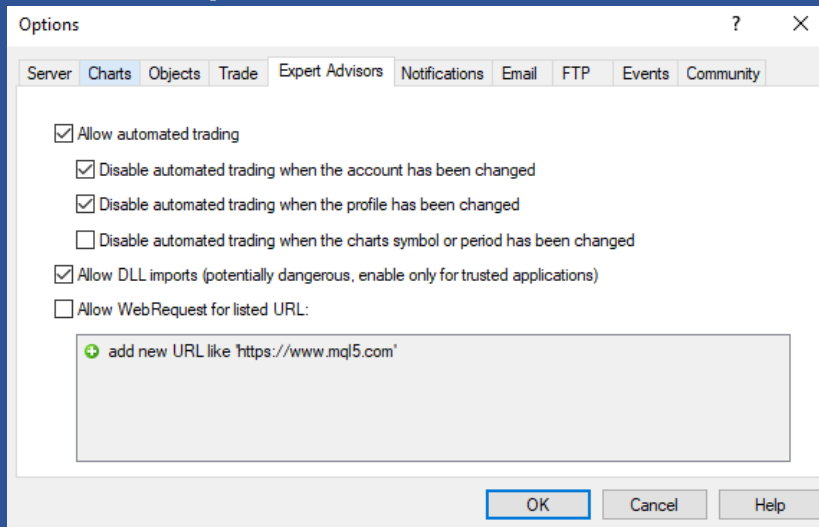 Options
Server Charts Objects Trade Expert Advisors Notifications Email FTP Events Community
Allow automated trading
Disable automated trading when the account has been changed
Disable automated trading when the profile has been changed
Disable automated trading when the charts symbol or period has been changed
Allow DLL imports (potentially dangerous, enable only for trusted applications)
Allow WebRequest for listed URL:
add new URL like 'https://www.mql5.com'
OK Cancel Help